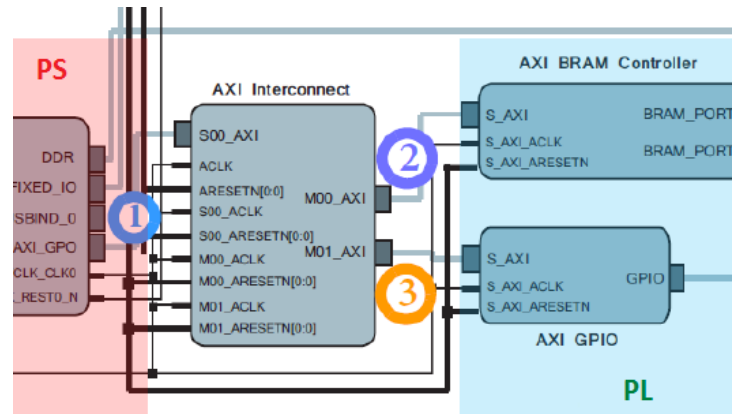 PS
DDR
FIXED_IO
SBIND_0
AXI_GPO
CLK_CLK0
_REST0_N
1
AXI Interconnect
S00_AXI
ACLK
ARESETN[0:0]
S00_ACLK
S00_ARESETN[0:0]
M00_ACLK
M00_ARESETN[0:0]
M01_ACLK
M01_ARESETN[0:0]
M00_AXI
M01_AXI
2
3
AXI BRAM Controller
S_AXI
S_AXI_ACLK
S_AXI_ARESETN
BRAM_PORT
BRAM_PORT
S_AXI
S_AXI_ACLK
S_AXI_ARESETN
GPIO
AXI GPIO
PL